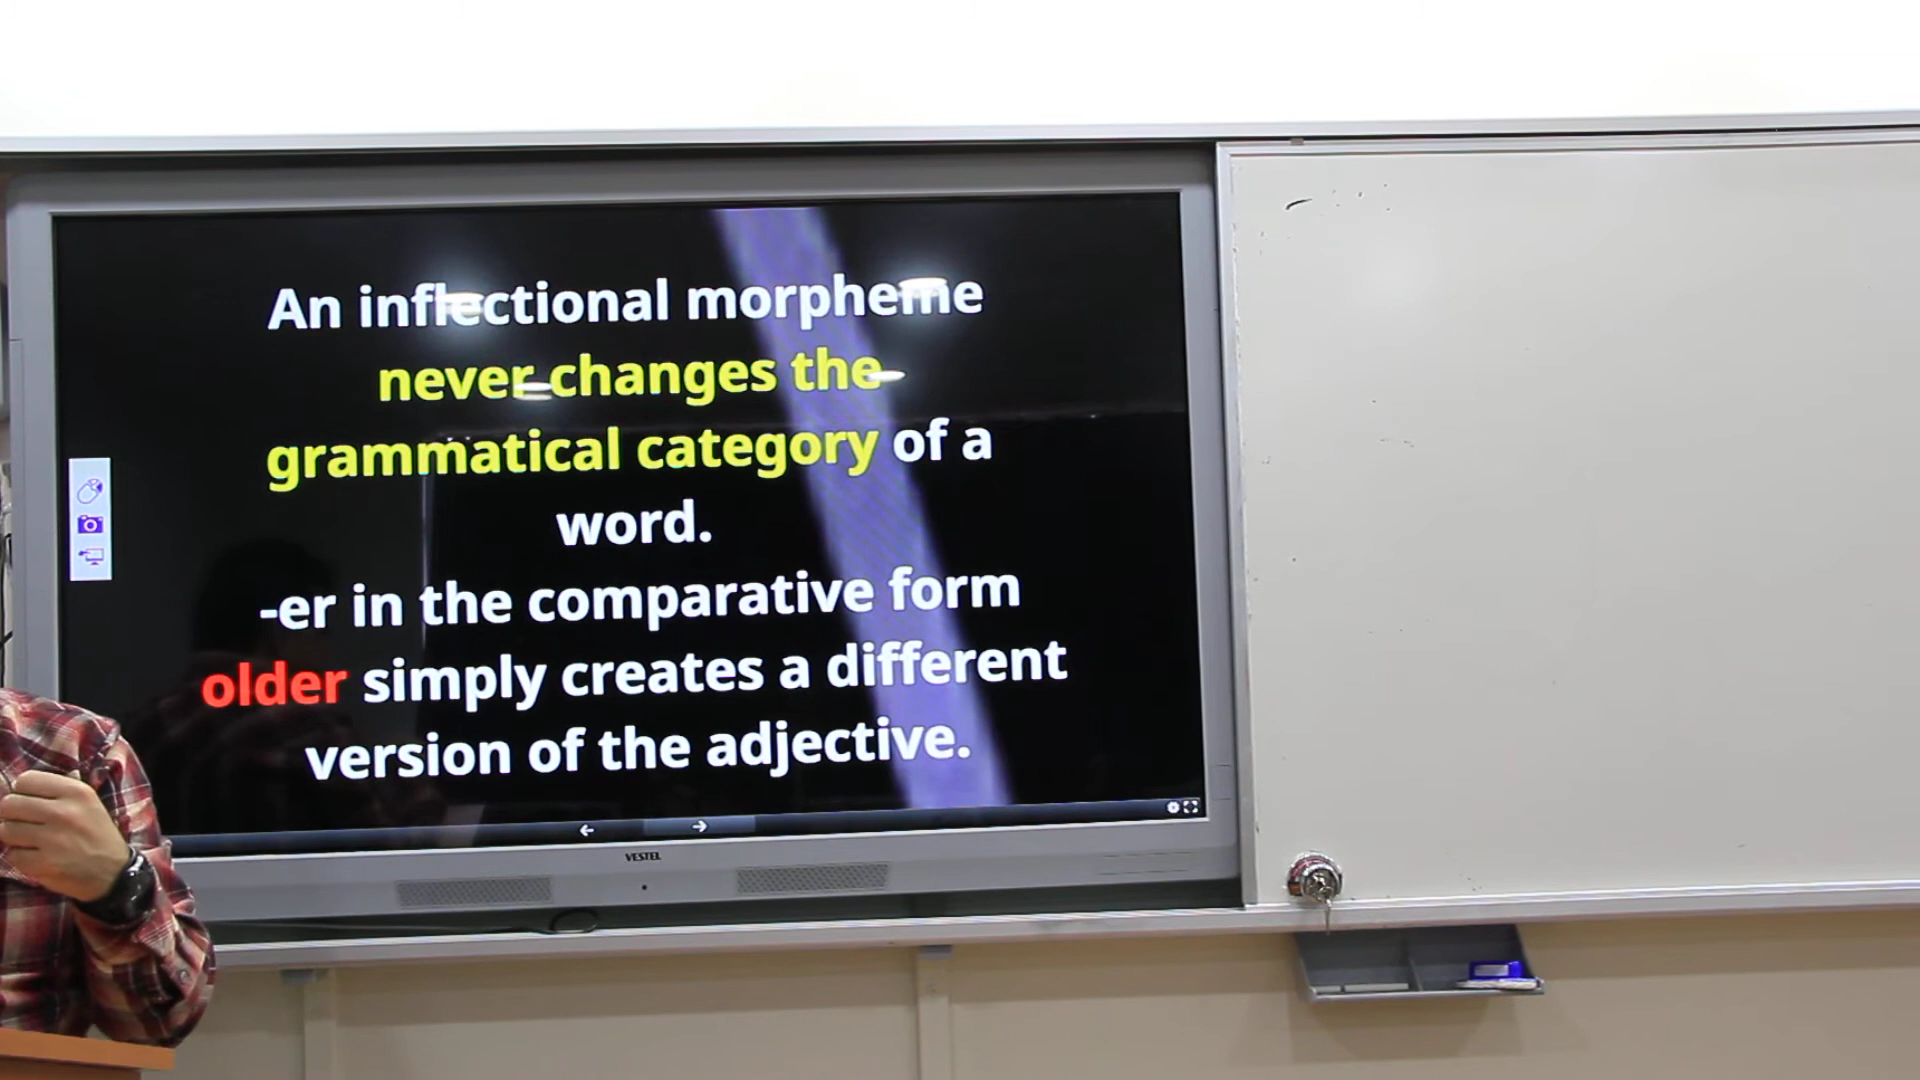 An inflectional morpheme
never changes the
grammatical category of a
word.
-er in the comparative form
older simply creates a different
version of the adjective.
VESTEL